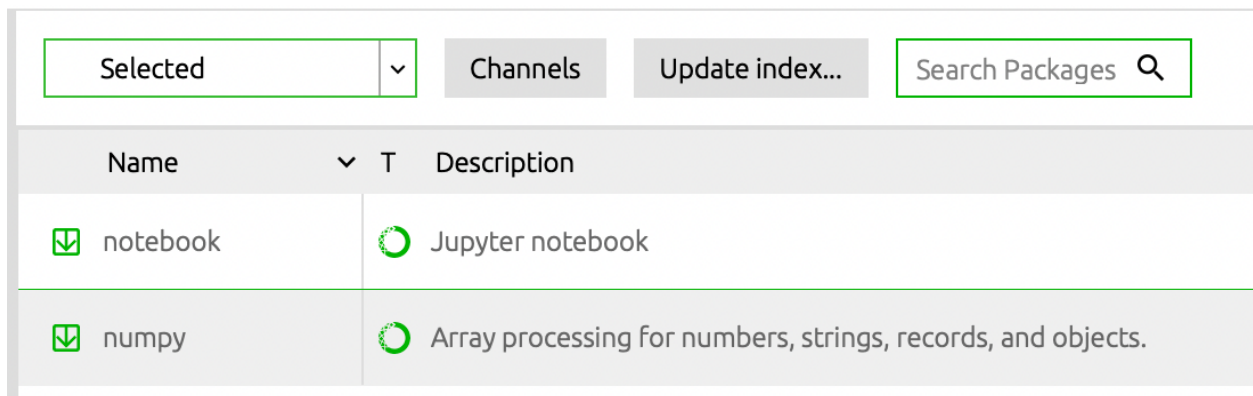 Selected Channels Update index... Search Packages
Name T Description
notebook Jupyter notebook
numpy Array processing for numbers, strings, records, and objects.